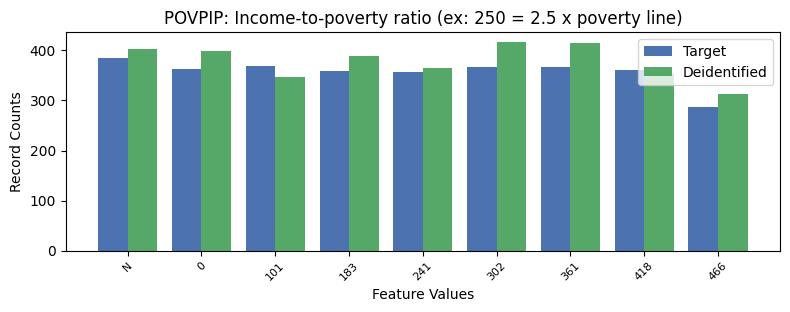 POVPIP: Income-to-poverty ratio (ex: 250 = 2.5 x poverty line)
Target
Deidentified
Record Counts
400
300
200
100
0
N
0
101
183
241
302
361
418
466
Feature Values